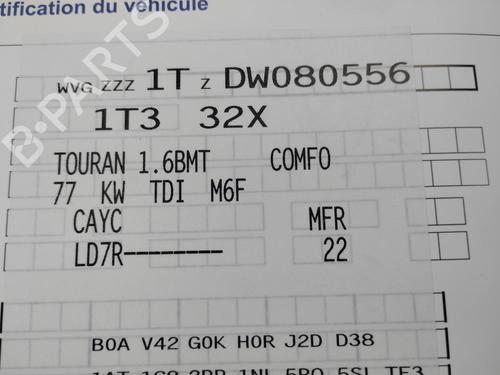 ntification du véhicule
WVG ZZZ 1T Z DW080556
1T3 32X
TOURAN 1.6BMT COMFO
77 KW TDI M6F
CAYC MFR
LD7R-------- 22
B0A V42 G0K H0R J2D D38
B-PARTS